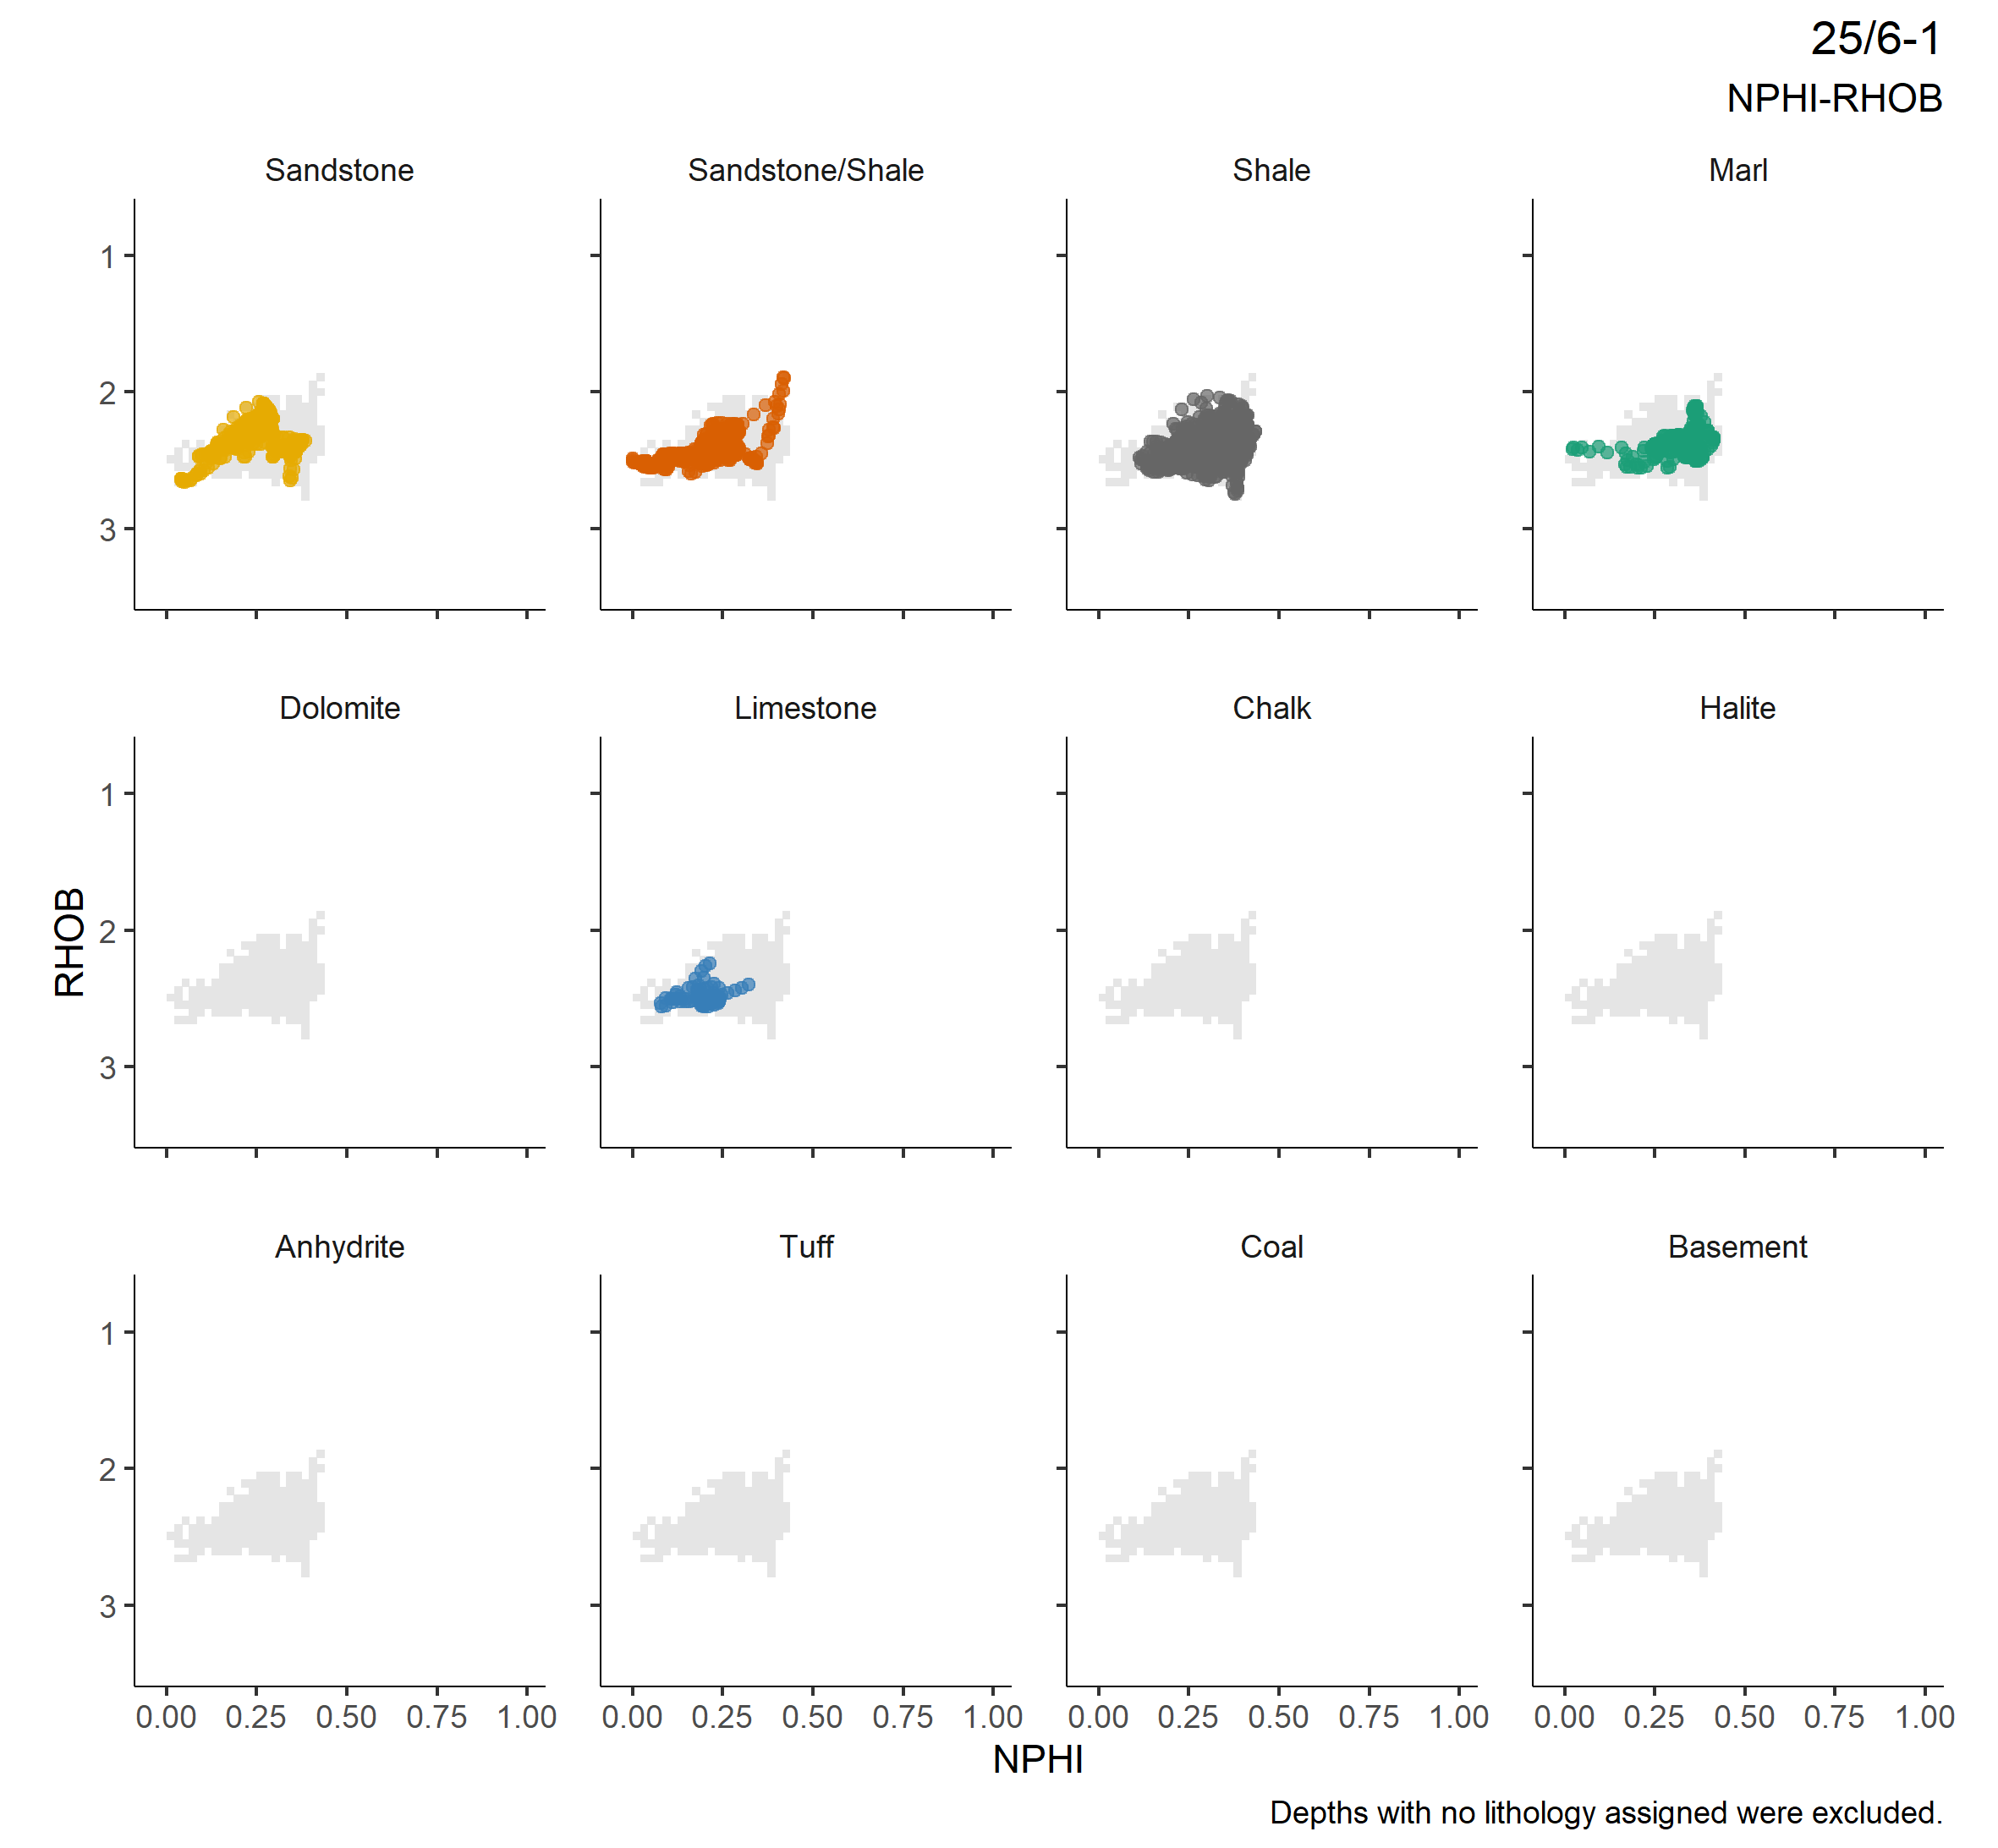 25/6-1
NPHI-RHOB
Sandstone Sandstone/Shale Shale Marl
1
2
3
Dolomite Limestone Chalk Halite
1
2
3
RHOB
Anhydrite Tuff Coal Basement
1
2
3
0.00 0.25 0.50 0.75 1.00 0.00 0.25 0.50 0.75 1.00 0.00 0.25 0.50 0.75 1.00 0.00 0.25 0.50 0.75 1.00
NPHI
Depths with no lithology assigned were excluded.